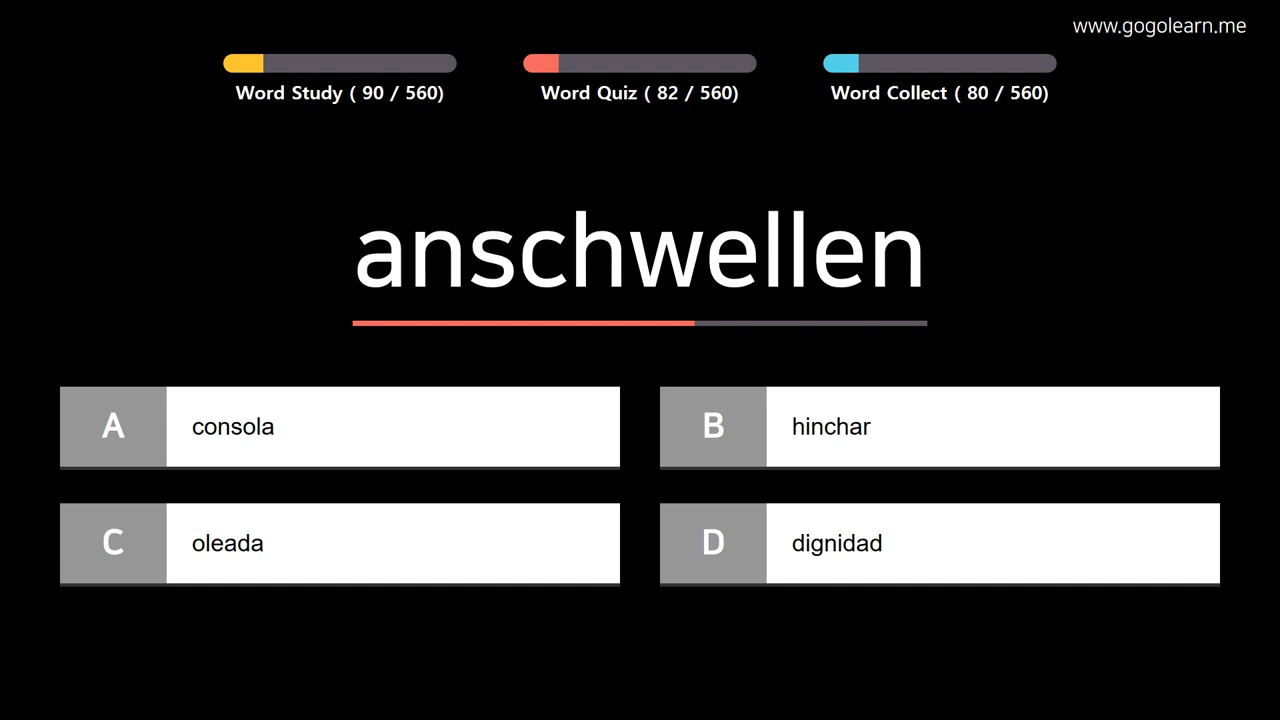 www.gogolearn.me
Word Study ( 90 / 560)
Word Quiz ( 82 / 560)
Word Collect ( 80 / 560)
anschwellen
A consola
B hinchar
C oleada
D dignidad